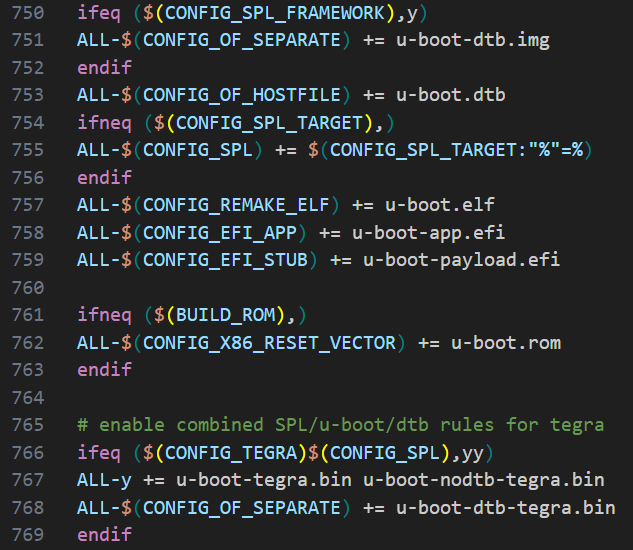 750 ifeq ($(CONFIG_SPL_FRAMEWORK),y)
751 ALL-$(CONFIG_OF_SEPARATE) += u-boot-dtb.img
752 endif
753 ALL-$(CONFIG_OF_HOSTFILE) += u-boot.dtb
754 ifneq ($(CONFIG_SPL_TARGET),)
755 ALL-$(CONFIG_SPL) += $(CONFIG_SPL_TARGET:"%"=%)
756 endif
757 ALL-$(CONFIG_REMAKE_ELF) += u-boot.elf
758 ALL-$(CONFIG_EFI_APP) += u-boot-app.efi
759 ALL-$(CONFIG_EFI_STUB) += u-boot-payload.efi
760
761 ifneq ($(BUILD_ROM),)
762 ALL-$(CONFIG_X86_RESET_VECTOR) += u-boot.rom
763 endif
764
765 # enable combined SPL/u-boot/dtb rules for tegra
766 ifeq ($(CONFIG_TEGRA)$(CONFIG_SPL),yy)
767 ALL-y += u-boot-tegra.bin u-boot-nodtb-tegra.bin
768 ALL-$(CONFIG_OF_SEPARATE) += u-boot-dtb-tegra.bin
769 endif